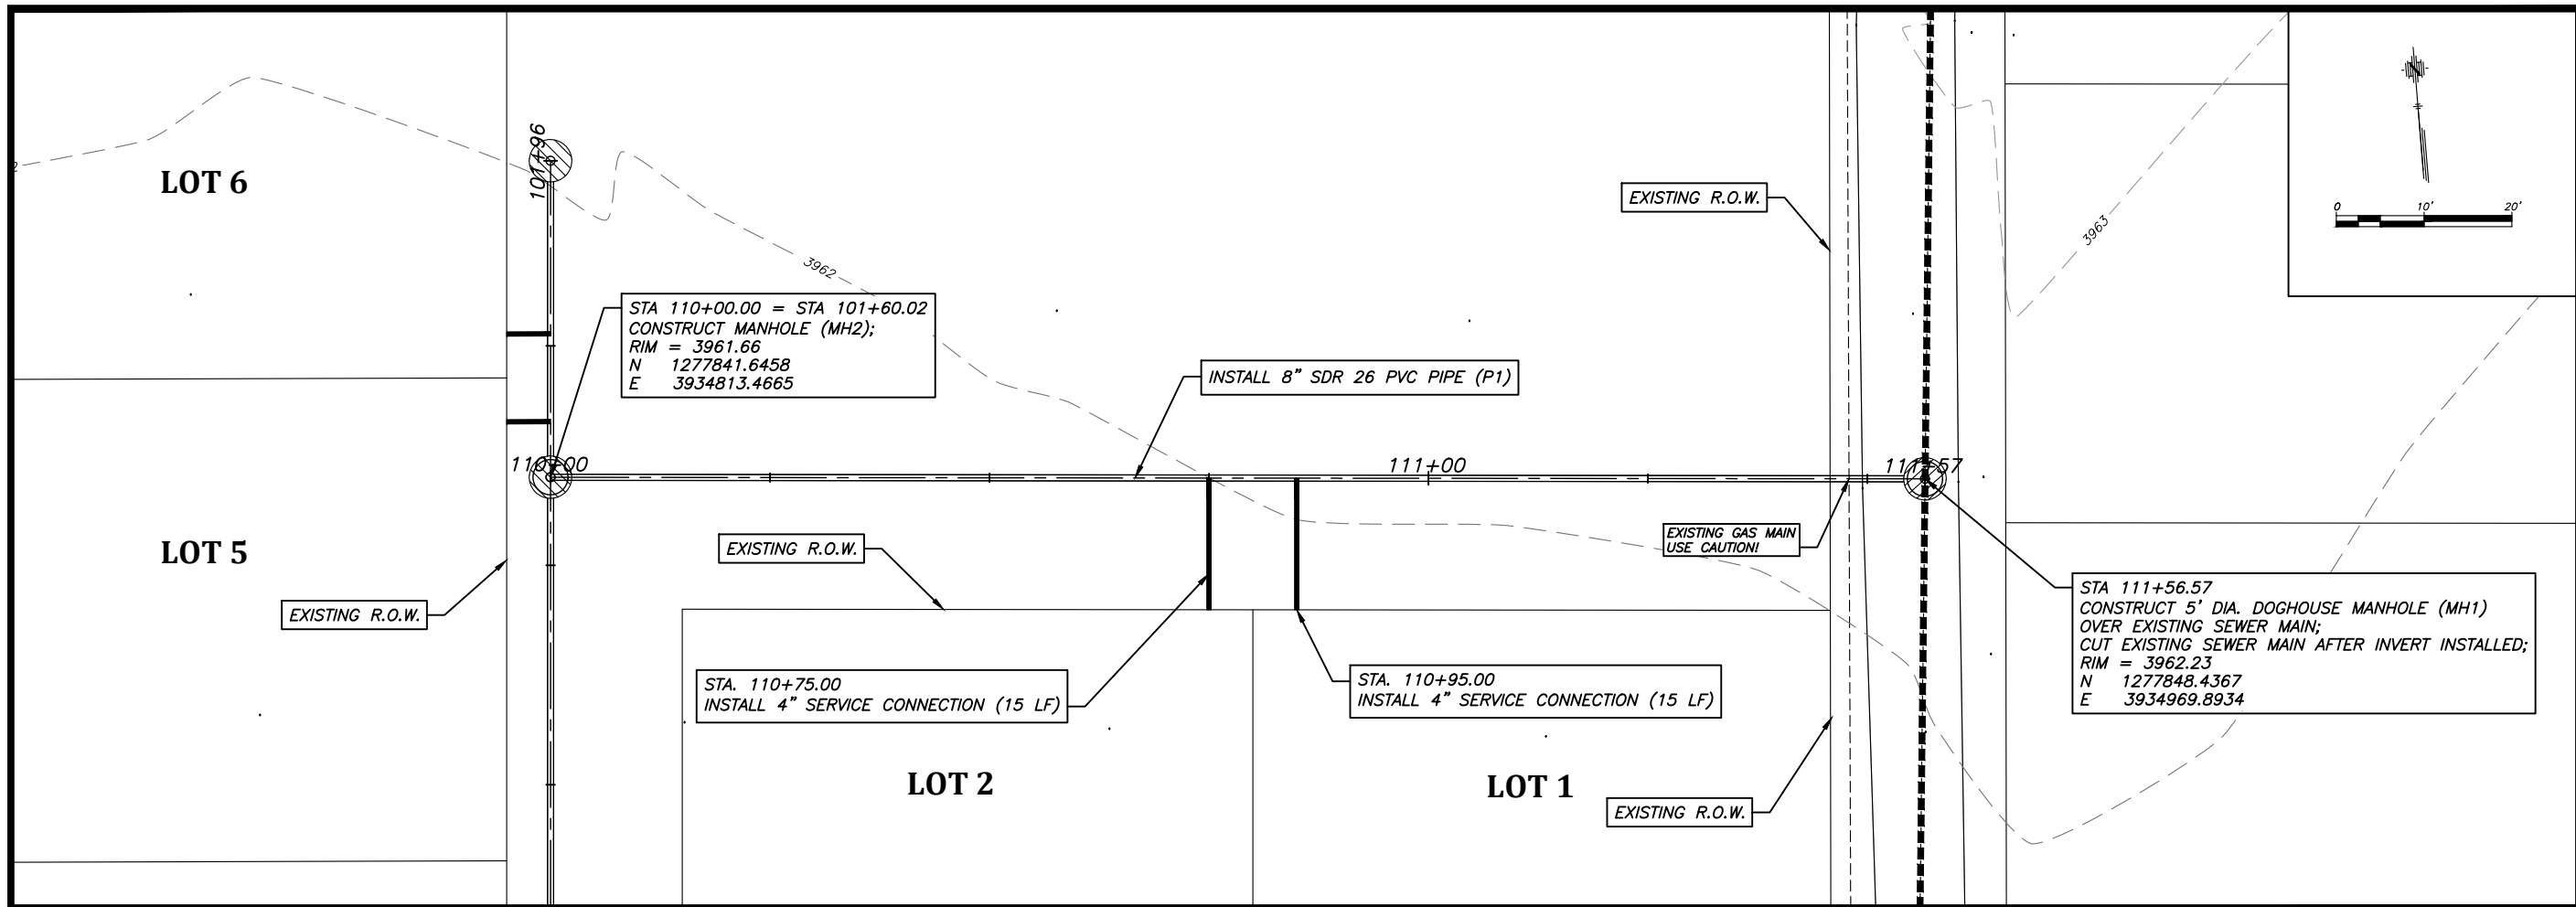 LOT 6
101+96
3962
EXISTING R.O.W.
3963
0 10' 20'
STA 110+00.00 = STA 101+60.02
CONSTRUCT MANHOLE (MH2);
RIM = 3961.66
N 1277841.6458
E 3934813.4665
INSTALL 8" SDR 26 PVC PIPE (P1)
110+00
111+00
111+57
LOT 5
EXISTING R.O.W.
EXISTING R.O.W.
EXISTING GAS MAIN
USE CAUTION!
STA 111+56.57
CONSTRUCT 5' DIA. DOGHOUSE MANHOLE (MH1)
OVER EXISTING SEWER MAIN;
CUT EXISTING SEWER MAIN AFTER INVERT INSTALLED;
RIM = 3962.23
N 1277848.4367
E 3934969.8934
STA. 110+75.00
INSTALL 4" SERVICE CONNECTION (15 LF)
STA. 110+95.00
INSTALL 4" SERVICE CONNECTION (15 LF)
LOT 2
LOT 1
EXISTING R.O.W.